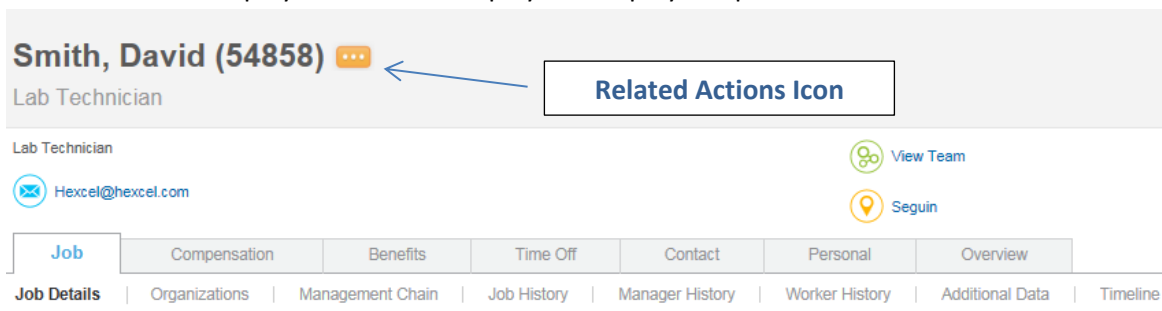 Smith, David (54858)
Related Actions Icon
Lab Technician
Lab Technician
View Team
Hexcel@hexcel.com
Seguin
Job Compensation Benefits Time Off Contact Personal Overview
Job Details | Organizations | Management Chain | Job History | Manager History | Worker History | Additional Data | Timeline